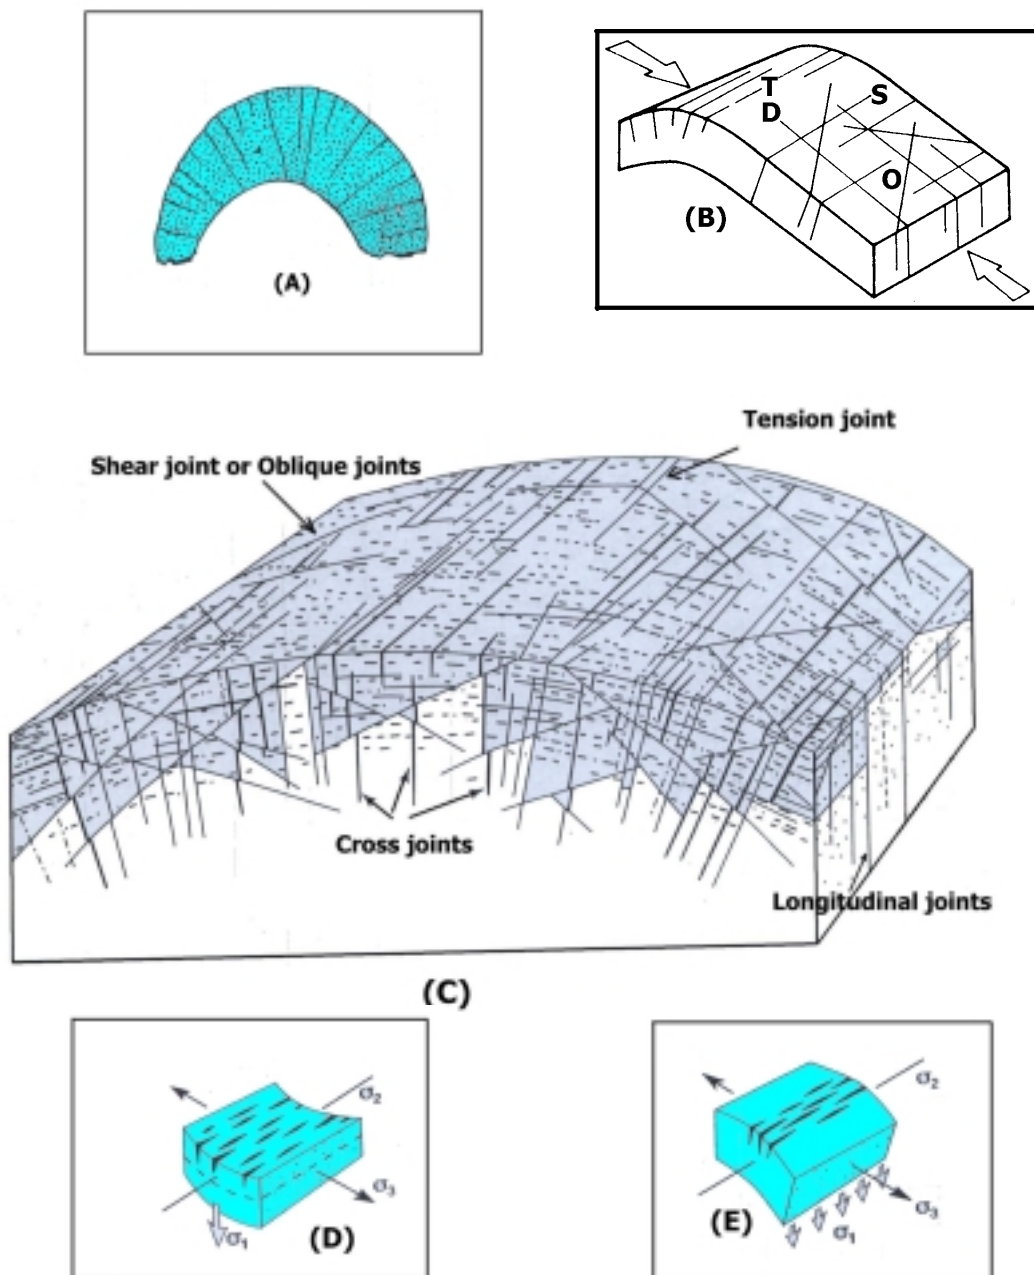 (A)
T
D
S
O
(B)
Tension joint
Shear joint or Oblique joints
Cross joints
Longitudinal joints
(C)
σ2
σ3
σ1
(D)
σ2
σ3
σ1
(E)